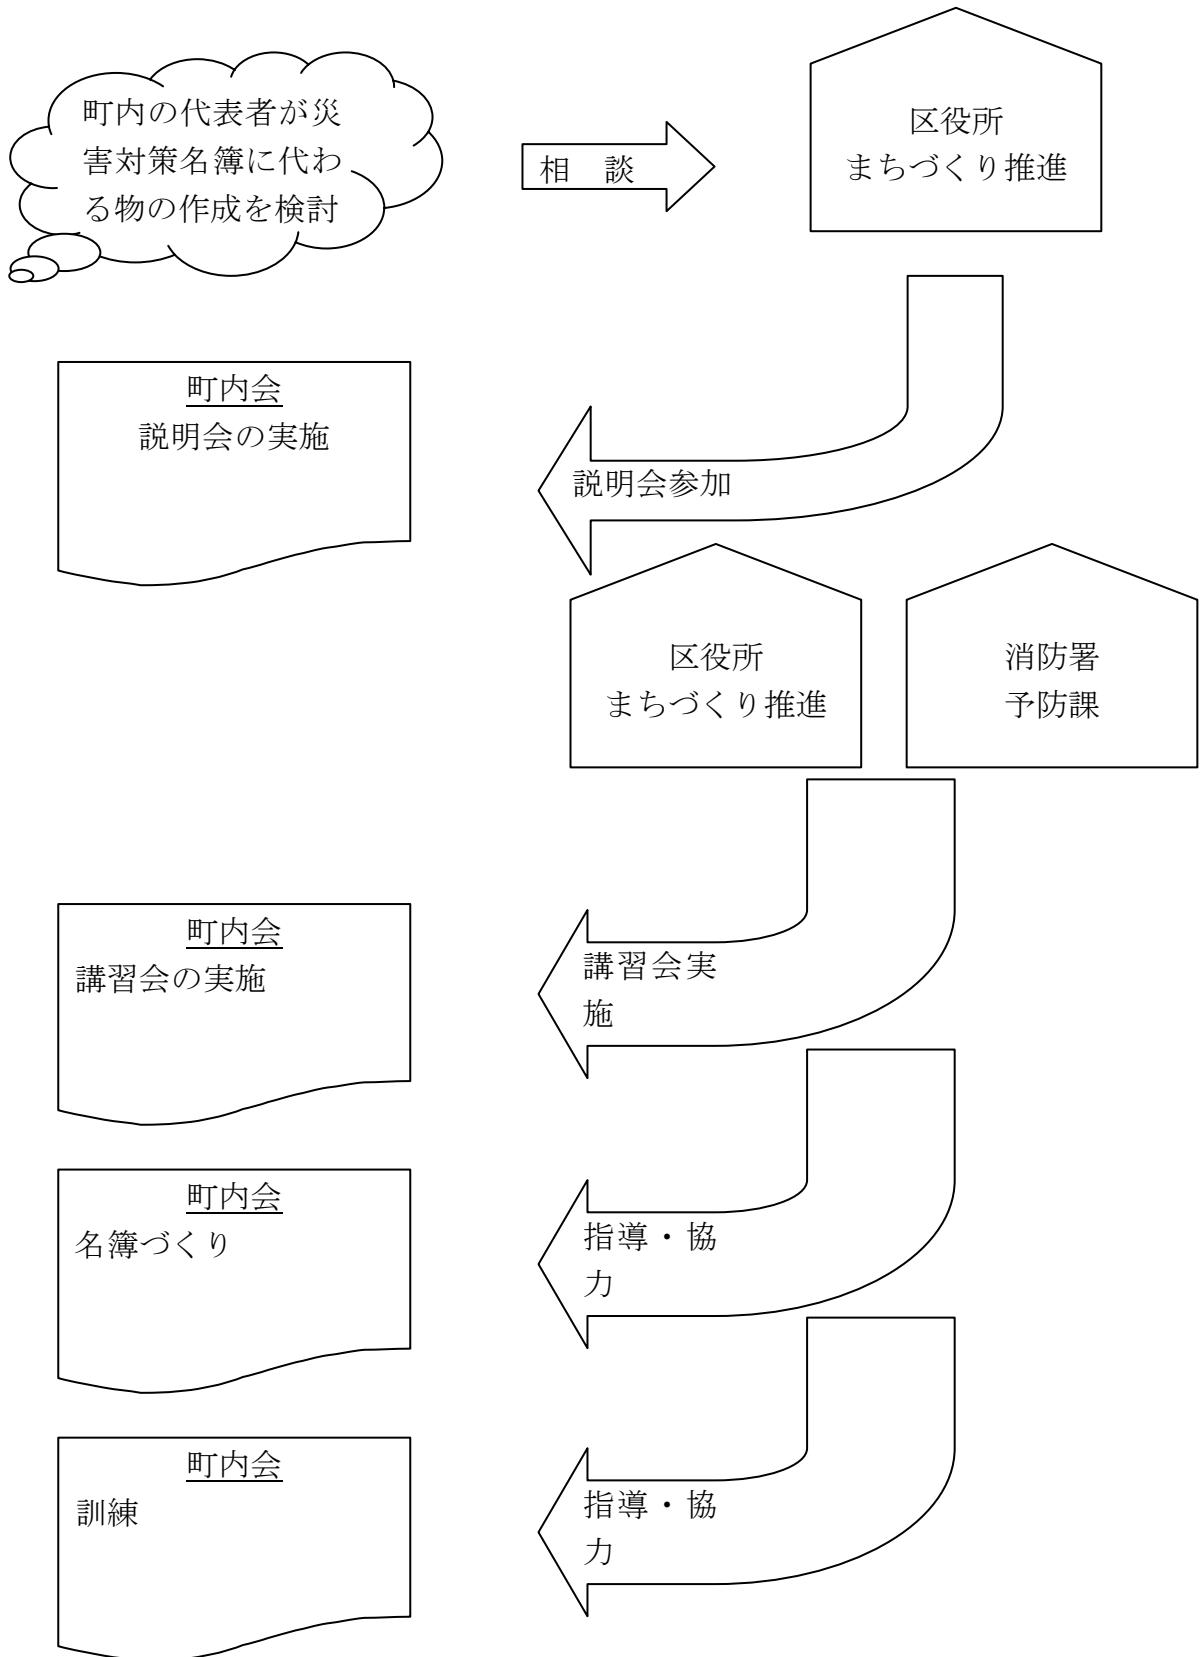 町内の代表者が災
害対策名簿に代わ
る物の作成を検討
相　談
区役所
まちづくり推進
町内会
説明会の実施
説明会参加
区役所
まちづくり推進
消防署
予防課
町内会
講習会の実施
講習会実
施
町内会
名簿づくり
指導・協
力
町内会
訓練
指導・協
力